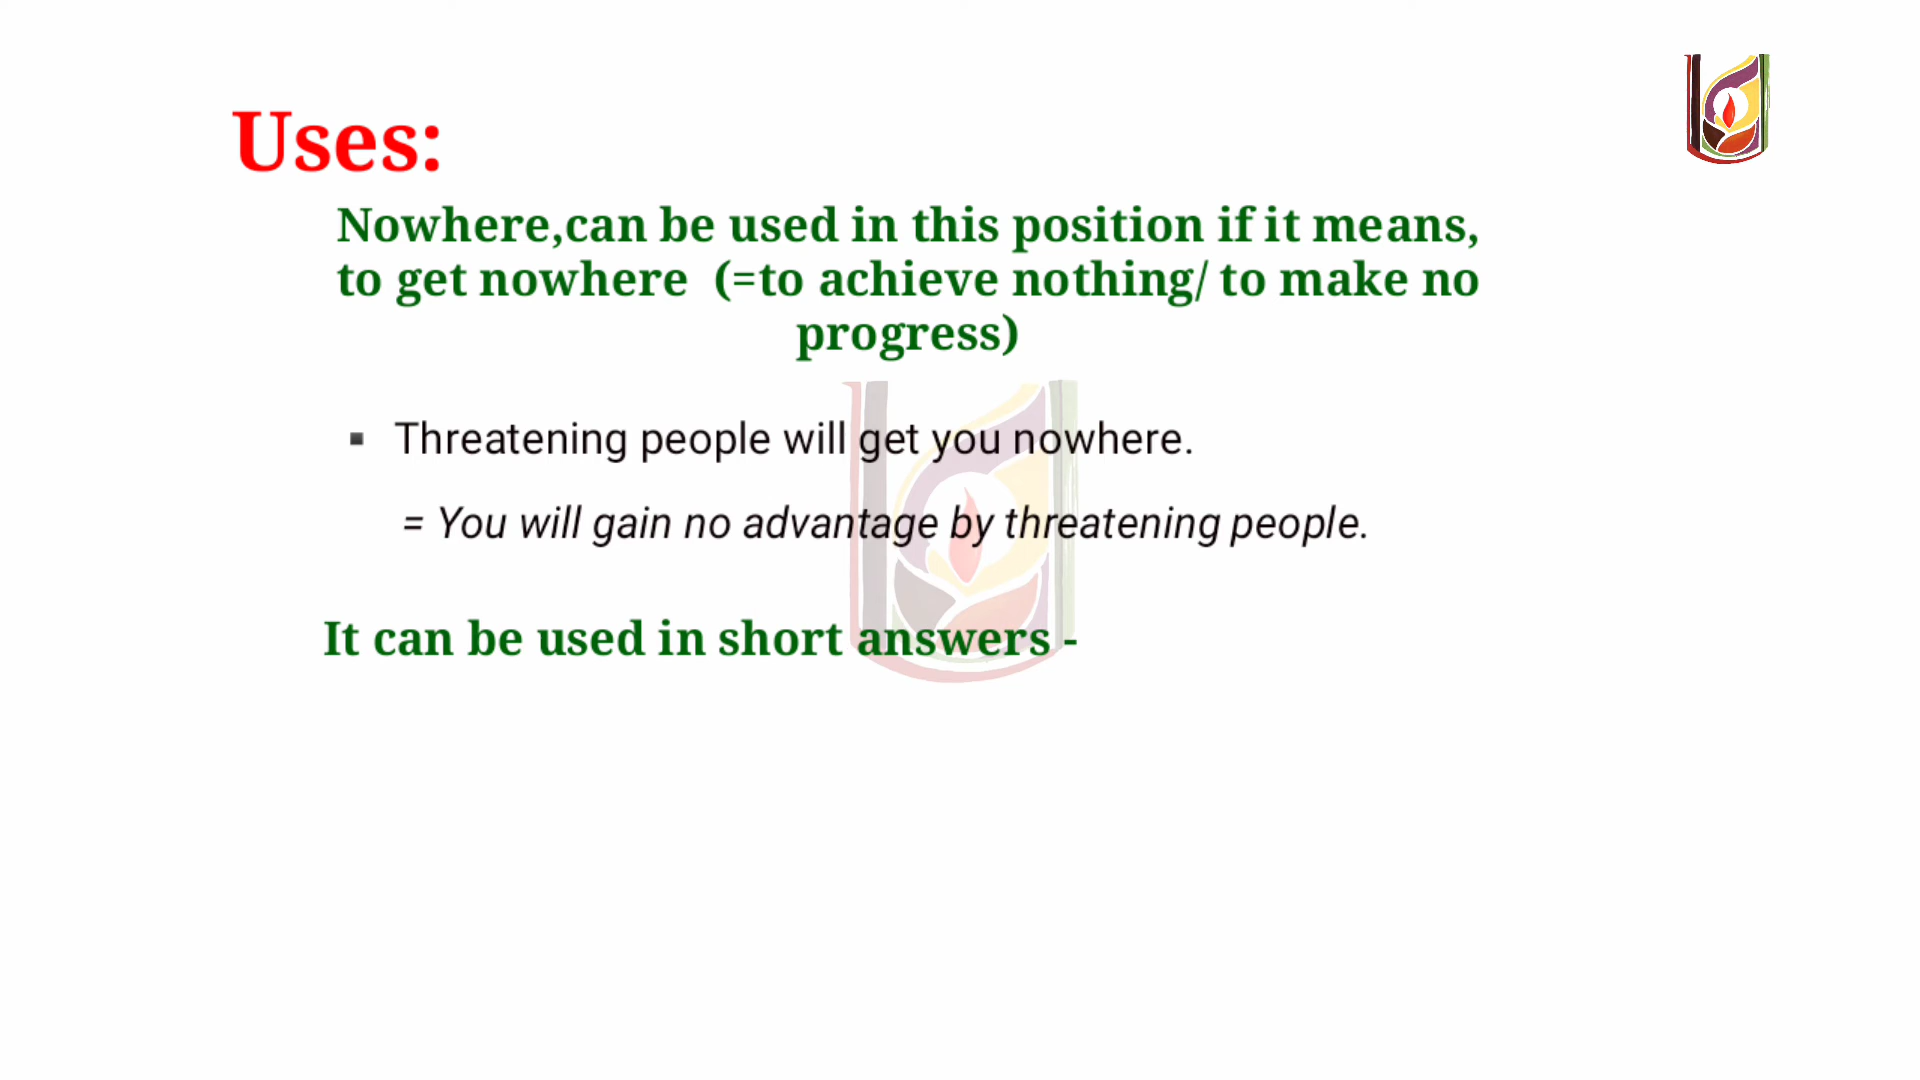 Uses:
Nowhere,can be used in this position if it means,
to get nowhere (=to achieve nothing/ to make no
progress)
▪ Threatening people will get you nowhere.
= You will gain no advantage by threatening people.
It can be used in short answers -